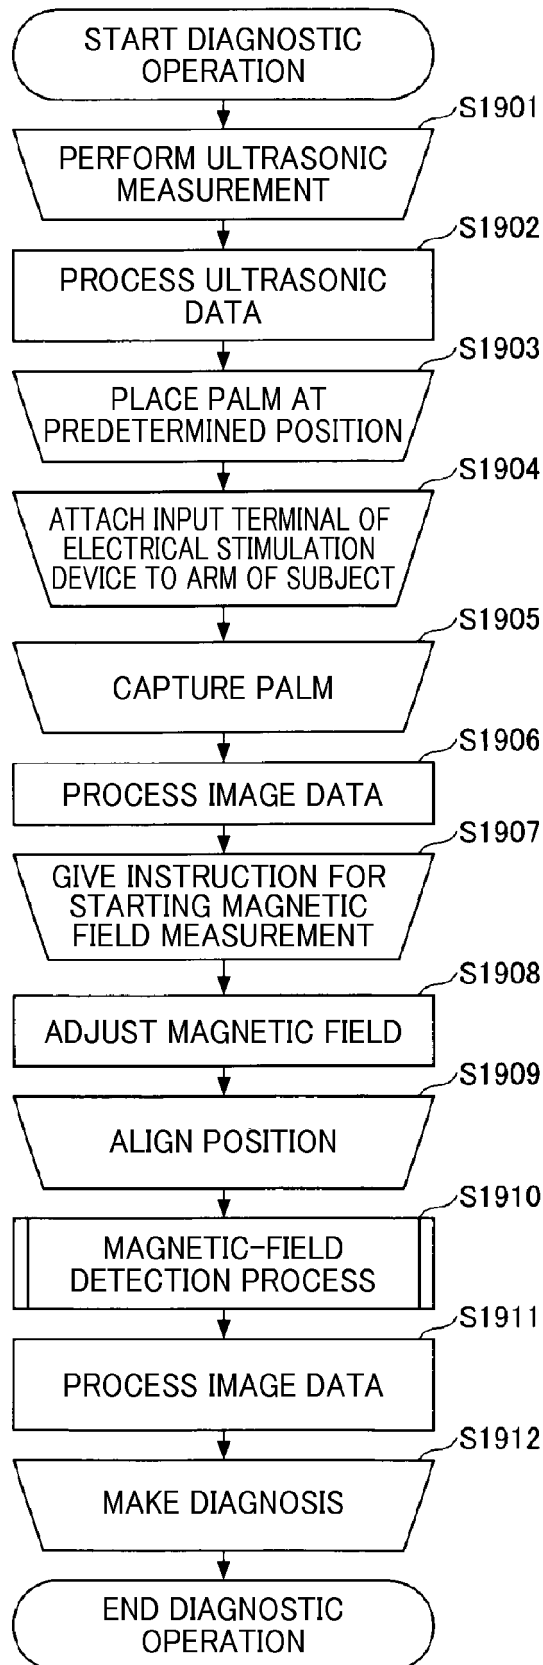 START DIAGNOSTIC
OPERATION
S1901
PERFORM ULTRASONIC
MEASUREMENT
S1902
PROCESS ULTRASONIC
DATA
S1903
PLACE PALM AT
PREDETERMINED POSITION
S1904
ATTACH INPUT TERMINAL OF
ELECTRICAL STIMULATION
DEVICE TO ARM OF SUBJECT
S1905
CAPTURE PALM
S1906
PROCESS IMAGE DATA
S1907
GIVE INSTRUCTION FOR
STARTING MAGNETIC
FIELD MEASUREMENT
S1908
ADJUST MAGNETIC FIELD
S1909
ALIGN POSITION
S1910
MAGNETIC-FIELD
DETECTION PROCESS
S1911
PROCESS IMAGE DATA
S1912
MAKE DIAGNOSIS
END DIAGNOSTIC
OPERATION